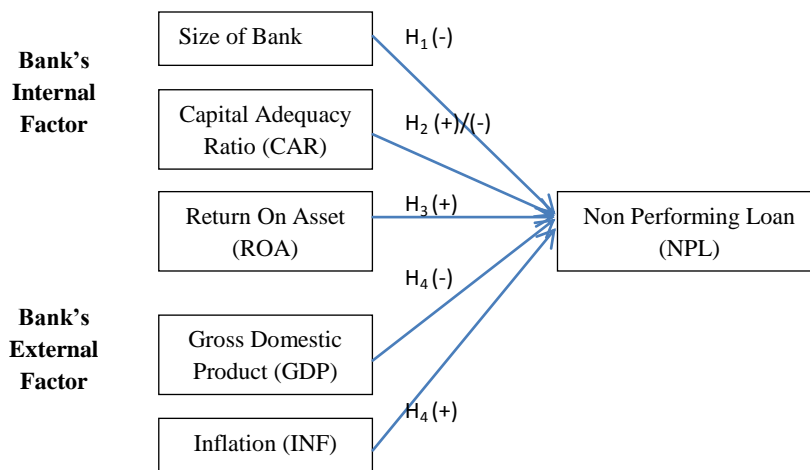 Bank's
Internal
Factor
Size of Bank
H₁ (-)
Capital Adequacy
Ratio (CAR)
H₂ (+)/(-)
Return On Asset
(ROA)
H₃ (+)
Non Performing Loan
(NPL)
Bank's
External
Factor
Gross Domestic
Product (GDP)
H₄ (-)
Inflation (INF)
H₄ (+)